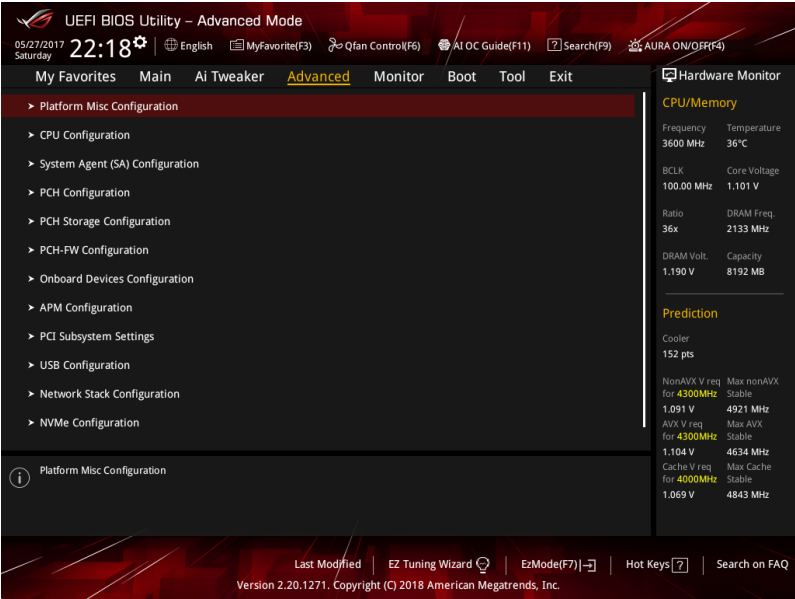 UEFI BIOS Utility – Advanced Mode
05/27/2017 Saturday 22:18 English MyFavorite(F3) Qfan Control(F6) AI OC Guide(F11) ? Search(F9) AURA ON/OFF(F4)
My Favorites Main Ai Tweaker Advanced Monitor Boot Tool Exit
Platform Misc Configuration
CPU Configuration
System Agent (SA) Configuration
PCH Configuration
PCH Storage Configuration
PCH-FW Configuration
Onboard Devices Configuration
APM Configuration
PCI Subsystem Settings
USB Configuration
Network Stack Configuration
NVMe Configuration
Platform Misc Configuration
Hardware Monitor
CPU/Memory
Frequency Temperature
3600 MHz 36°C
BCLK Core Voltage
100.00 MHz 1.101 V
Ratio DRAM Freq.
36x 2133 MHz
DRAM Volt. Capacity
1.190 V 8192 MB
Prediction
Cooler
152 pts
NonAVX V req Max nonAVX
for 4300MHz Stable
1.091 V 4921 MHz
AVX V req Max AVX
for 4300MHz Stable
1.104 V 4634 MHz
Cache V req Max Cache
for 4000MHz Stable
1.069 V 4843 MHz
Last Modified EZ Tuning Wizard EzMode(F7) Hot Keys ? Search on FAQ
Version 2.20.1271. Copyright (C) 2018 American Megatrends, Inc.